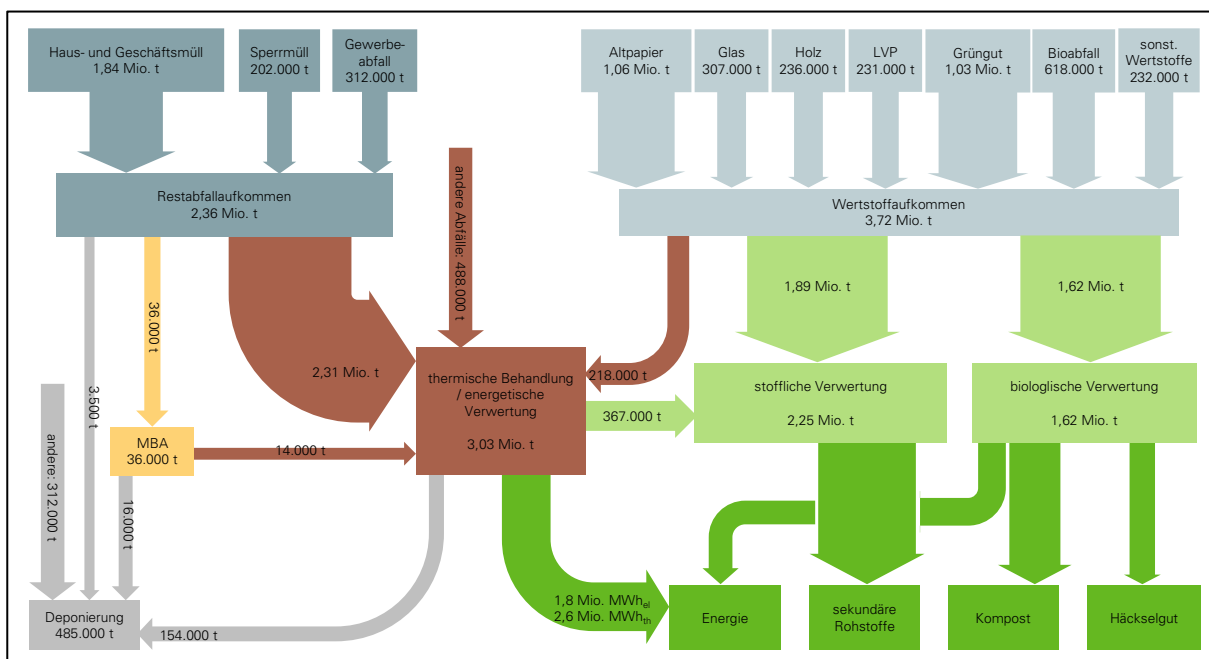 Haus- und Geschäftsmüll
1,84 Mio. t
Sperrmüll
202.000 t
Gewerbe-
abfall
312.000 t
Altpapier
1,06 Mio. t
Glas
307.000 t
Holz
236.000 t
LVP
231.000 t
Grüngut
1,03 Mio. t
Bioabfall
618.000 t
sonst.
Wertstoffe
232.000 t
Restabfallaufkommen
2,36 Mio. t
andere Abfälle: 488.000 t
Wertstoffaufkommen
3,72 Mio. t
36.000 t
3.500 t
2,31 Mio. t
218.000 t
1,89 Mio. t
1,62 Mio. t
thermische Behandlung
/ energetische
Verwertung
3,03 Mio. t
367.000 t
stoffliche Verwertung
2,25 Mio. t
bioglogische Verwertung
1,62 Mio. t
andere: 312.000 t
MBA
36.000 t
14.000 t
16.000 t
Deponierung
485.000 t
154.000 t
1,8 Mio. MWhel
2,6 Mio. MWhth
Energie
sekundäre
Rohstoffe
Kompost
Häckselgut